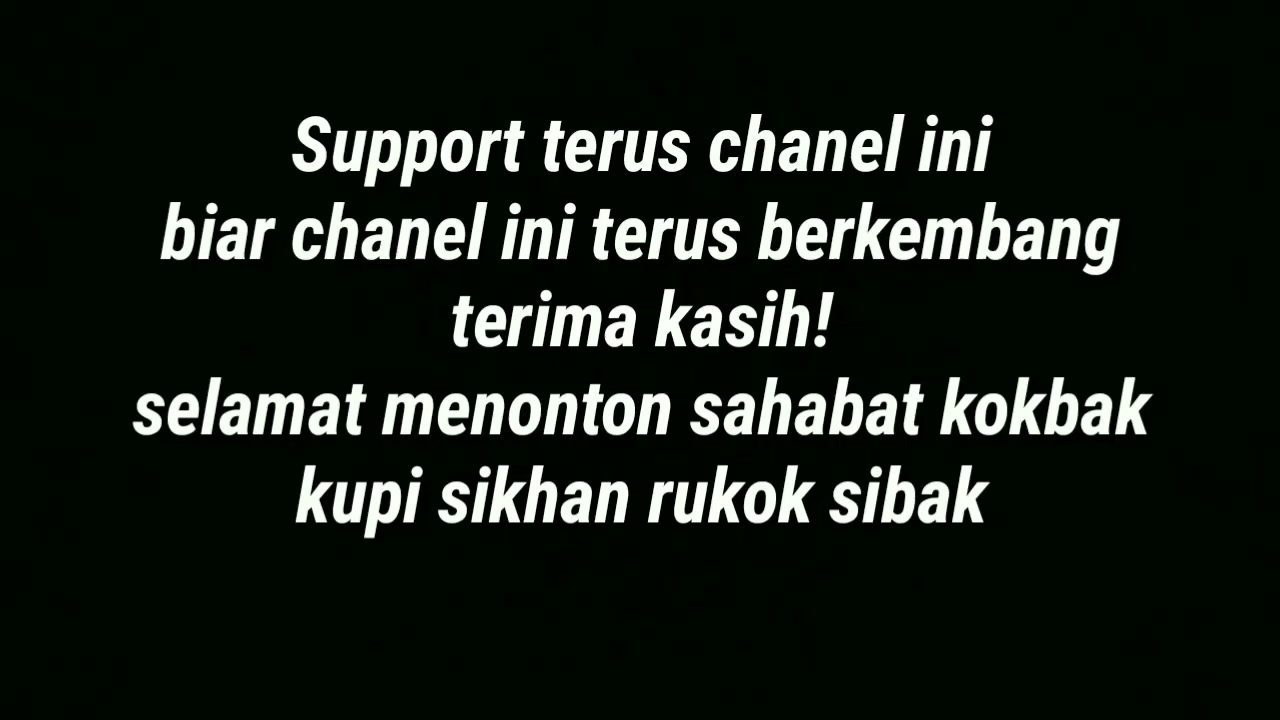 Support terus chanel ini
biar chanel ini terus berkembang
terima kasih!
selamat menonton sahabat kokbak
kupi sikhan rukok sibak